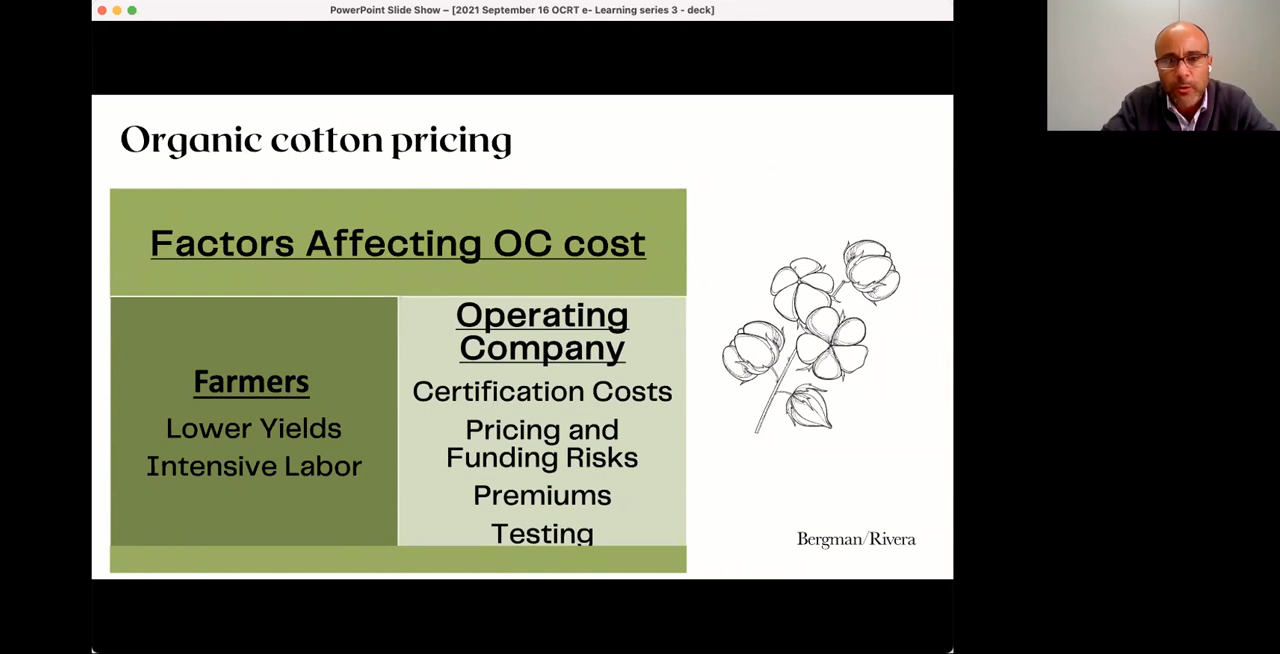 PowerPoint Slide Show – [2021 September 16 OCRT e- Learning series 3 - deck]
Organic cotton pricing
Factors Affecting OC cost
Farmers
Lower Yields
Intensive Labor
Operating
Company
Certification Costs
Pricing and
Funding Risks
Premiums
Testing
Bergman/Rivera